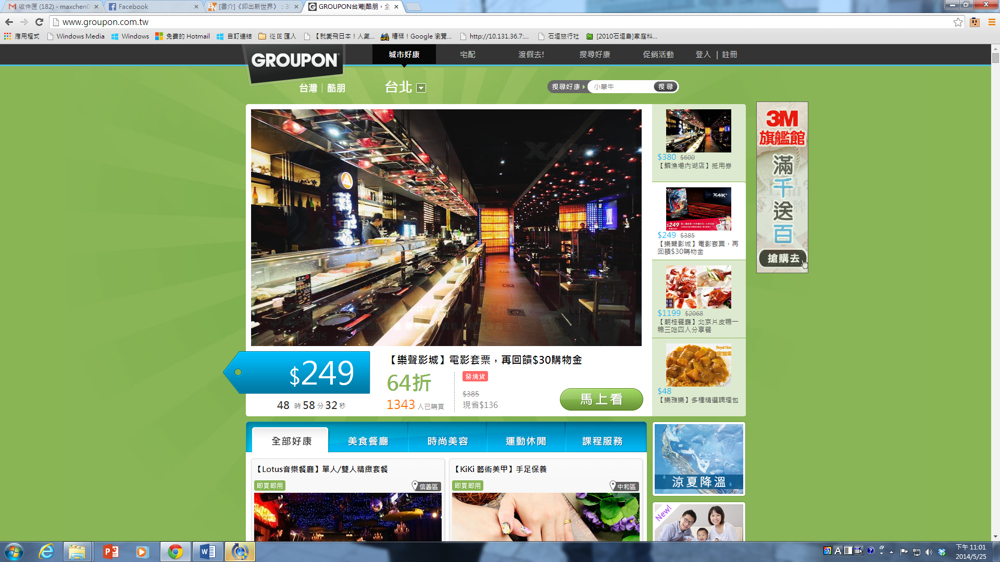 收件匣 (182) - maxchen0
Facebook
[書介]《印出新世界》：3
GROUPON台灣|酷朋，全
www.groupon.com.tw
應用程式
Windows Media
Windows
免費的 Hotmail
自訂連結
從 IE 匯入
【就愛飛日本！人氣...
糟糕！Google 瀏覽...
http://10.131.36.7:...
石垣旅行社
[2010石垣島]家庭料...
GROUPON
城市好康
宅配
渡假去!
搜尋好康
促銷活動
登入 | 註冊
台灣 | 酷朋
台北
搜尋好康
小蒙牛
搜尋
$380 $600
【鱗漁場內湖店】抵用券
X4K
$249
$249 $385
【樂聲影城】電影套票，再
回饋$30購物金
$1199 $2068
【朝桂餐廳】北京片皮鴨一
鴨三吃四人分享餐
Royal Hos
$48
【樂雅樂】多種精選調理包
3M
旗艦館
滿
千
送
百
搶購去
$249
48 時 58 分 32 秒
【樂聲影城】電影套票，再回饋$30購物金
64折
1343 人已購買
發燒貨
$385
現省$136
馬上看
全部好康
美食餐廳
時尚美容
運動休閒
課程服務
【Lotus音樂餐廳】單人/雙人精緻套餐
即買即用
信義區
【KiKi 藝術美甲】手足保養
即買即用
中和區
涼夏降溫
New!
下午 11:01
2014/5/25